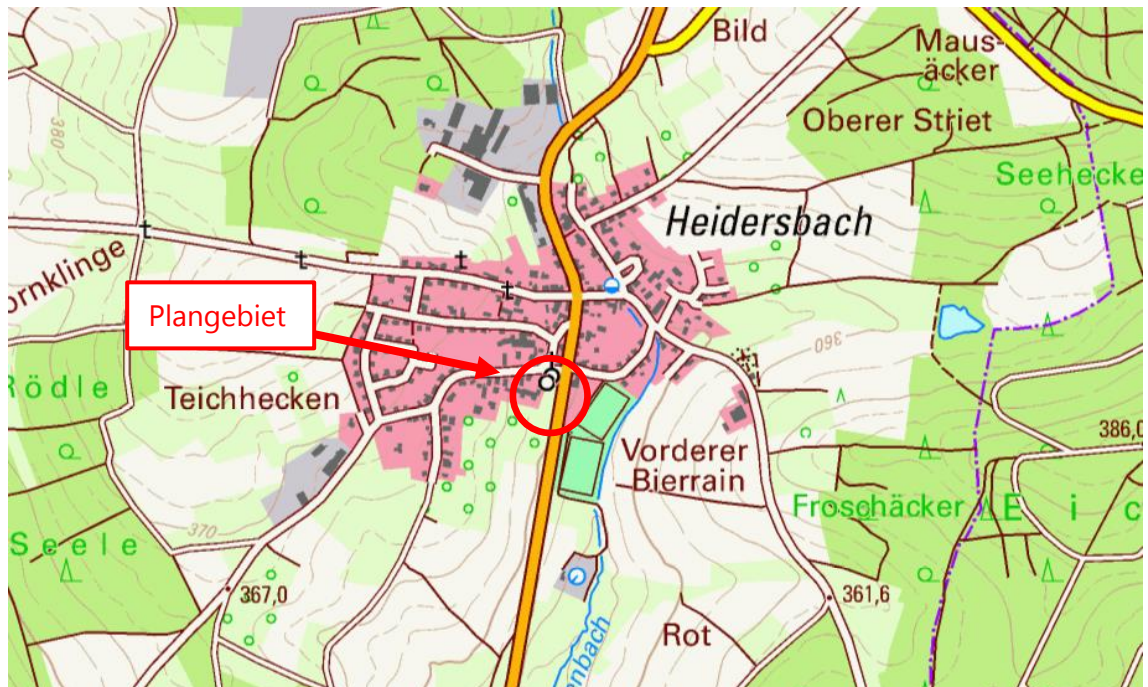 Bild
Maus-
äcker
Oberer Striet
Seehecke
380
Heidersbach
ornklinge
Plangebiet
360
Rödle
Teichhecken
386,0
Vorderer
Bierrain
Froschäcker
E i c
370
Seele
367,0
361,6
Rot
enbach